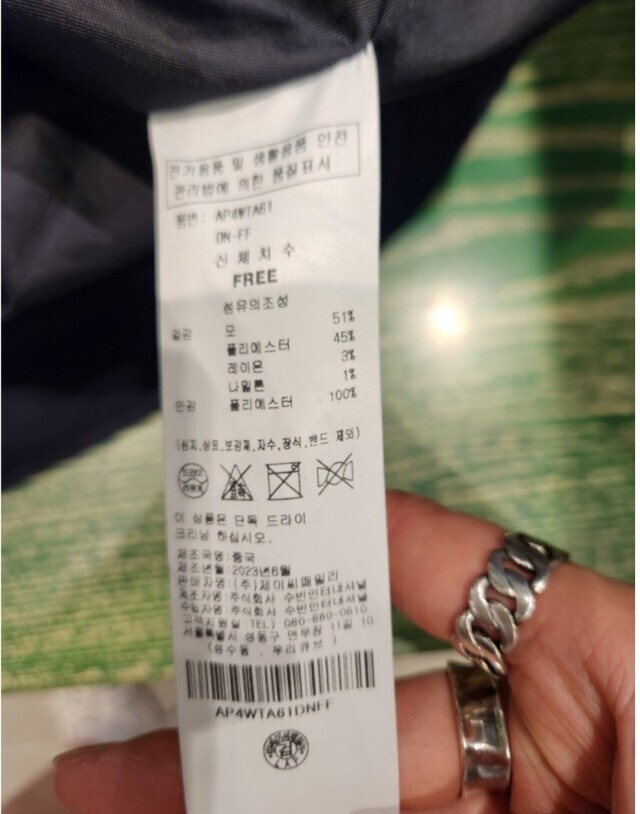 전기용품 및 생활용품 안전
관리법에 의한 품질표시
품번: AP4WTA61
DN-FF
신 체 치 수
FREE
섬유의조성
겉감 모 51%
폴리에스터 45%
레이온 3%
나일론 1%
안감 폴리에스터 100%
(원지,상표,보강재,자수,장식,밴드 제외)
드라이
이 상품은 단독 드라이
크리닝 하십시오.
제조국명:중국
제조년월:2023년6월
판매자명:(주)제이씨패밀리
제조자명:주식회사 수빈인터내셔널
수입자명:주식회사 수빈인터내셔널
고객지원실:TEL) 080-680-0610
서울특별시 성동구 연무장 11길 10
(성수동, 우리큐브 )
AP4WTA61DNFF